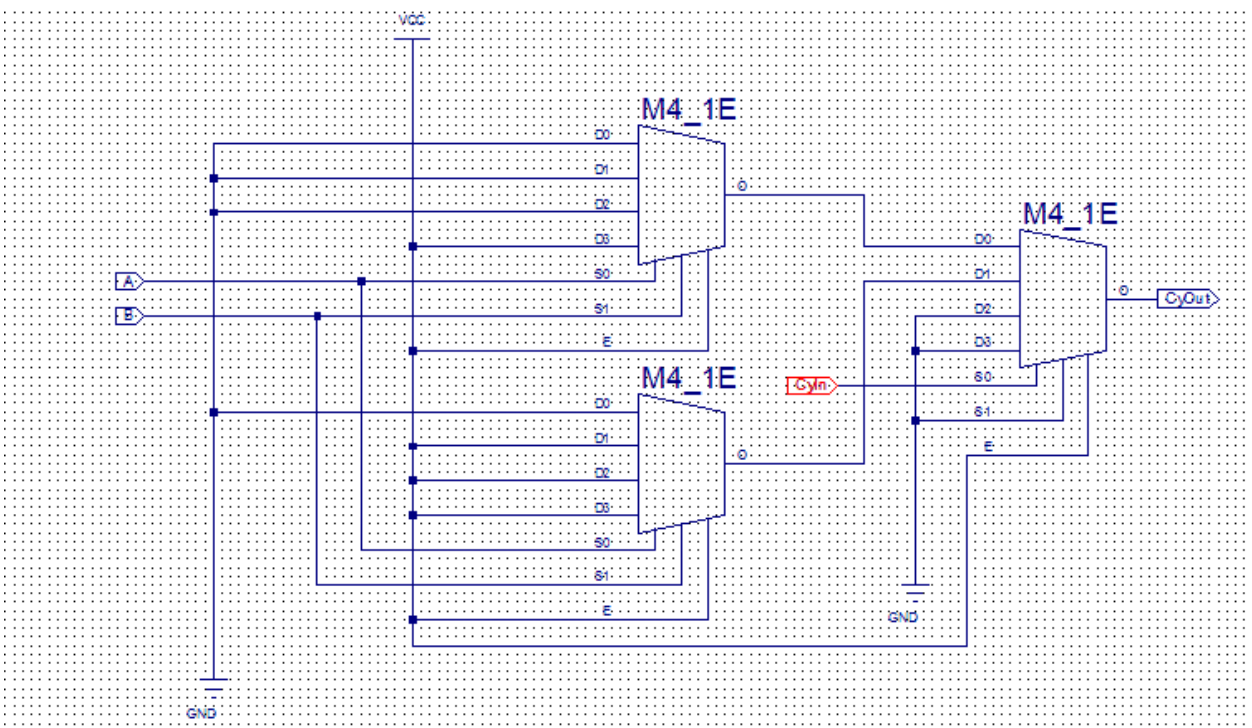 VCC
M4_1E
D0
D1
D2
D3
S0
S1
E
O
A
B
M4_1E
D0
D1
D2
D3
S0
S1
E
O
CyIn
M4_1E
D0
D1
D2
D3
S0
S1
E
O
CyOut
GND
GND